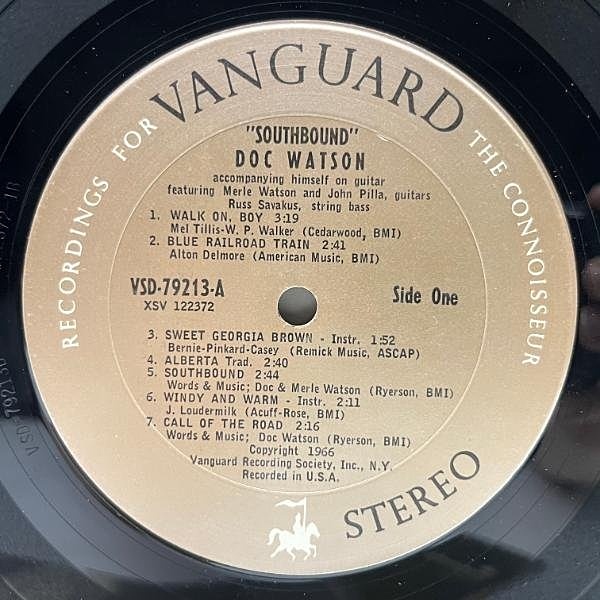 RECORDINGS FOR VANGUARD THE CONNOISSEUR
"SOUTHBOUND"
DOC WATSON
accompanying himself on guitar
featuring Merle Watson and John Pilla, guitars
Russ Savakus, string bass
1. WALK ON, BOY 3:19
Mel Tillis-W. P. Walker (Cedarwood, BMI)
2. BLUE RAILROAD TRAIN 2:41
Alton Delmore (American Music, BMI)
VSD-79213-A
XSV 122372
Side One
3. SWEET GEORGIA BROWN - Instr. 1:52
Bernie-Pinkard-Casey (Remick Music, ASCAP)
4. ALBERTA Trad. 2:40
5. SOUTHBOUND 2:44
Words & Music; Doc & Merle Watson (Ryerson, BMI)
6. WINDY AND WARM - Instr. 2:11
J. Loudermilk (Acuff-Rose, BMI)
7. CALL OF THE ROAD 2:16
Words & Music; Doc Watson (Ryerson, BMI)
Copyright 1966
Vanguard Recording Society, Inc., N.Y.
Recorded in U.S.A.
STEREO